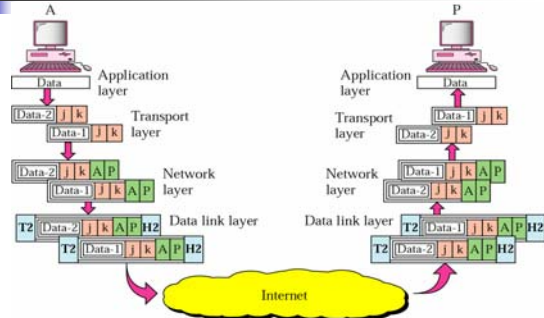 A
P
Data
Application
layer
Application
layer
Data
Data-2 j k
Data-1 j k
Transport
layer
Transport
layer
Data-1 j k
Data-2 j k
Data-2 j k A P
Data-1 j k A P
Network
layer
Network
layer
Data-2 j k A P
Data-1 j k A P
Data link layer
T2 Data-2 j k A P H2
T2 Data-1 j k A P H2
Data link layer
T2 Data-1 j k A P H2
T2 Data-2 j k A P H2
Internet